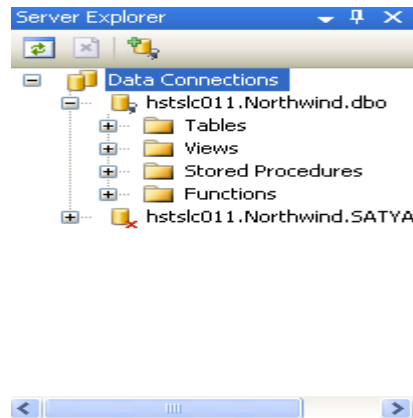 Server Explorer
Data Connections
hstslc011.Northwind.dbo
Tables
Views
Stored Procedures
Functions
hstslc011.Northwind.SATYA